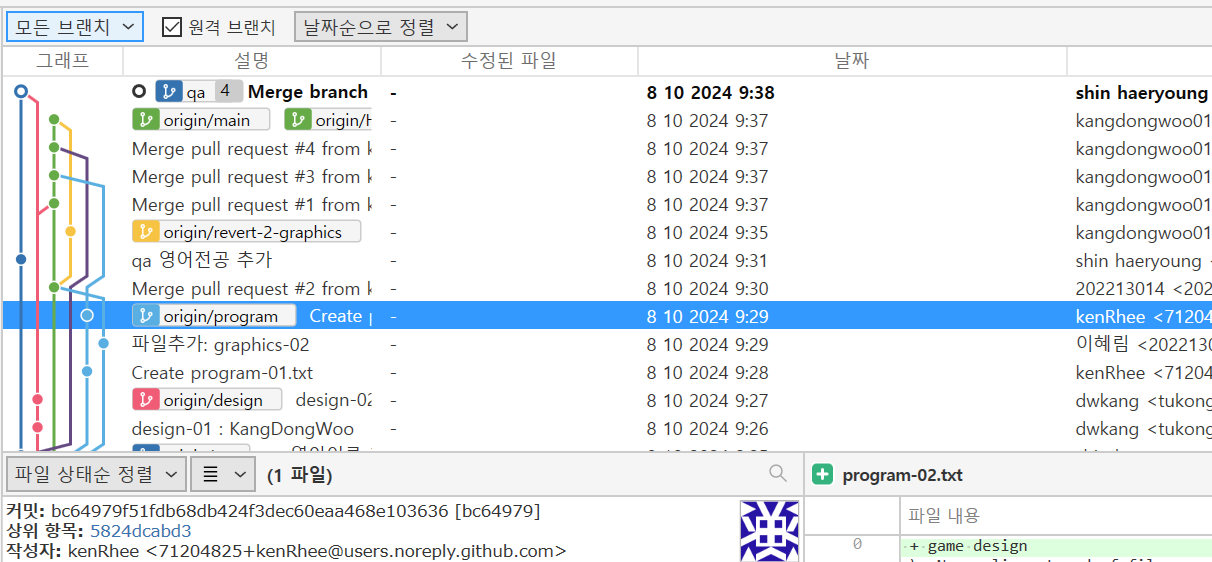 모든 브랜치 원격 브랜치 날짜순으로 정렬
그래프 설명 수정된 파일 날짜
qa 4 Merge branch - 8 10 2024 9:38 shin haeryoung
origin/main origin/ - 8 10 2024 9:37 kangdongwoo01
Merge pull request #4 from k - 8 10 2024 9:37 kangdongwoo01
Merge pull request #3 from k - 8 10 2024 9:37 kangdongwoo01
Merge pull request #1 from k - 8 10 2024 9:37 kangdongwoo01
origin/revert-2-graphics - 8 10 2024 9:35 kangdongwoo01
qa 영어전공 추가 - 8 10 2024 9:31 shin haeryoung
Merge pull request #2 from k - 8 10 2024 9:30 202213014 <202
origin/program Create - 8 10 2024 9:29 kenRhee <71204
파일추가: graphics-02 - 8 10 2024 9:29 이혜림 <202213
Create program-01.txt - 8 10 2024 9:28 kenRhee <71204
origin/design design-02 - 8 10 2024 9:27 dwkang <tukong
design-01 : KangDongWoo - 8 10 2024 9:26 dwkang <tukong
파일 상태순 정렬 (1 파일) program-02.txt
커밋: bc64979f51fdb68db424f3dec60eaa468e103636 [bc64979]
상위 항목: 5824dcabd3
작성자: kenRhee <71204825+kenRhee@users.noreply.github.com>
파일 내용
0 + game design